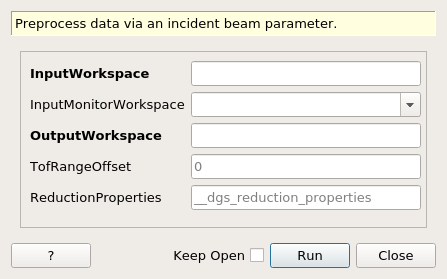 Preprocess data via an incident beam parameter.
InputWorkspace
InputMonitorWorkspace
OutputWorkspace
TofRangeOffset 0
ReductionProperties __dgs_reduction_properties
? Keep Open Run Close